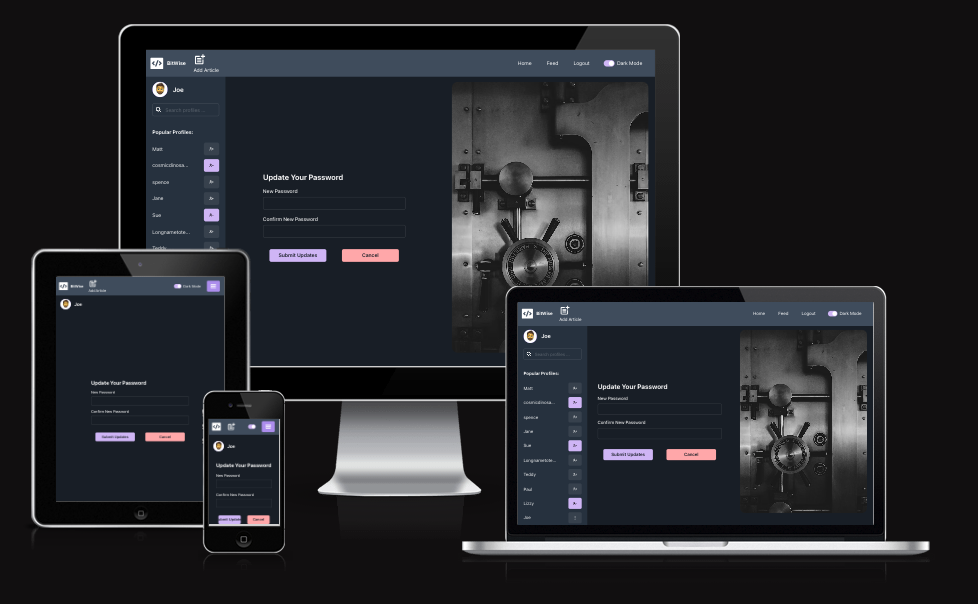 BitWise
Add Article
Home Feed Logout Dark Mode
Joe
Search profiles ...
Popular Profiles:
Matt
cosmicdinosa...
spence
Jane
Sue
Longnametote...
Teddy
Update Your Password
New Password
Confirm New Password
Submit Updates Cancel
BitWise
Add Article
Dark Mode
Joe
Update Your Password
New Password
Confirm New Password
Submit Updates Cancel
Joe
Update Your Password
New Password
Confirm New Password
Submit Updates Cancel
BitWise
Add Article
Home Feed Logout Dark Mode
Joe
Search profiles ...
Popular Profiles:
Matt
cosmicdinosa...
spence
Jane
Sue
Longnametote...
Teddy
Paul
Lizzy
Joe
Update Your Password
New Password
Confirm New Password
Submit Updates Cancel